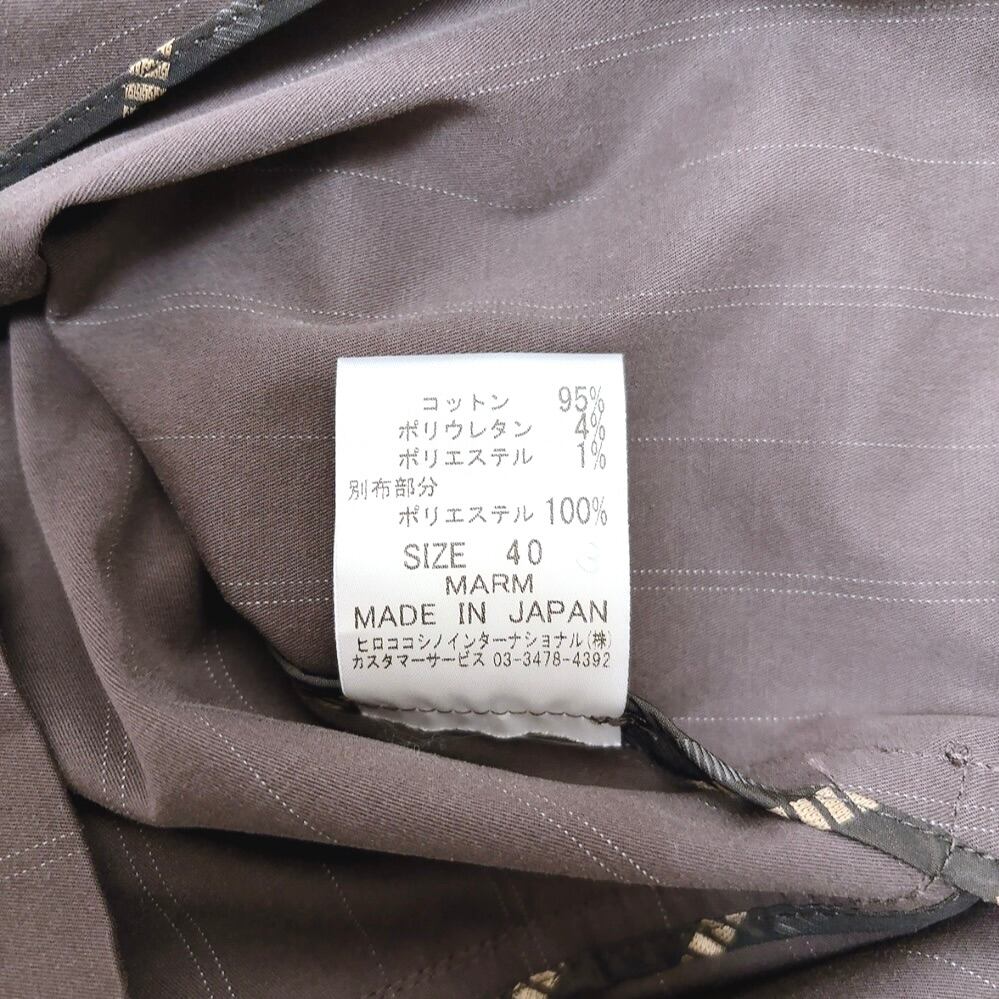 コットン 95%
ポリウレタン 4%
ポリエステル 1%
別布部分
ポリエステル 100%
SIZE 40
MARM
MADE IN JAPAN
ヒロココシノインターナショナル(株)
カスタマーサービス 03-3478-4392